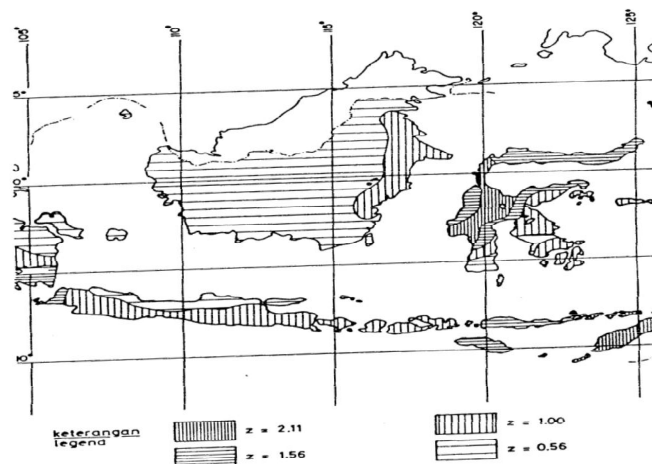 105° 110° 115° 120° 125°
5°
0°
5°
10°
keterangan
legend
z = 2.11
z = 1.56
z = 1.00
z = 0.56